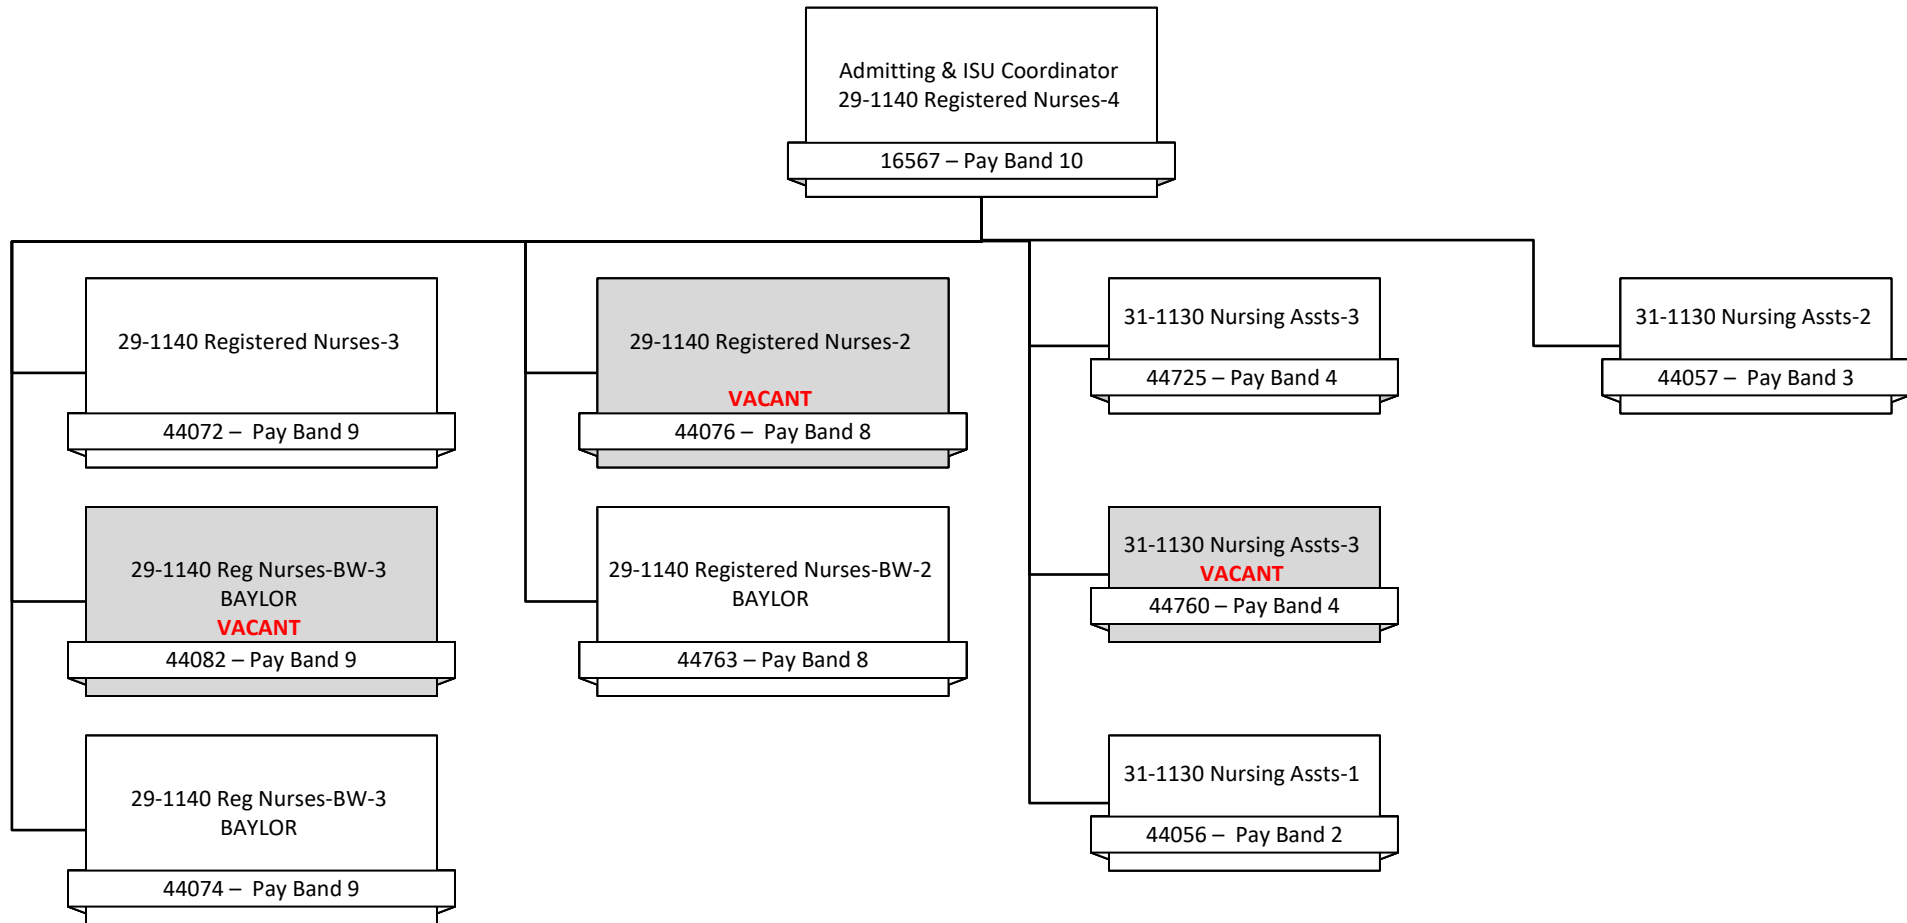 Admitting & ISU Coordinator
29-1140 Registered Nurses-4
16567 – Pay Band 10
29-1140 Registered Nurses-3
44072 – Pay Band 9
29-1140 Registered Nurses-2
VACANT
44076 – Pay Band 8
31-1130 Nursing Assts-3
44725 – Pay Band 4
31-1130 Nursing Assts-2
44057 – Pay Band 3
29-1140 Reg Nurses-BW-3
BAYLOR
VACANT
44082 – Pay Band 9
29-1140 Registered Nurses-BW-2
BAYLOR
44763 – Pay Band 8
31-1130 Nursing Assts-3
VACANT
44760 – Pay Band 4
29-1140 Reg Nurses-BW-3
BAYLOR
44074 – Pay Band 9
31-1130 Nursing Assts-1
44056 – Pay Band 2